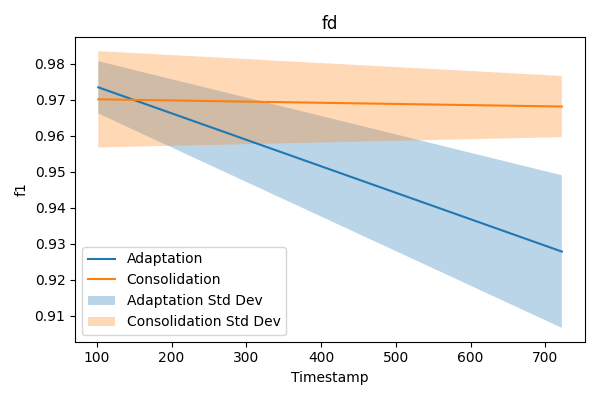 fd
0.98
0.97
0.96
0.95
0.94
0.93
0.92
0.91
f1
Adaptation
Consolidation
Adaptation Std Dev
Consolidation Std Dev
100 200 300 400 500 600 700
Timestamp